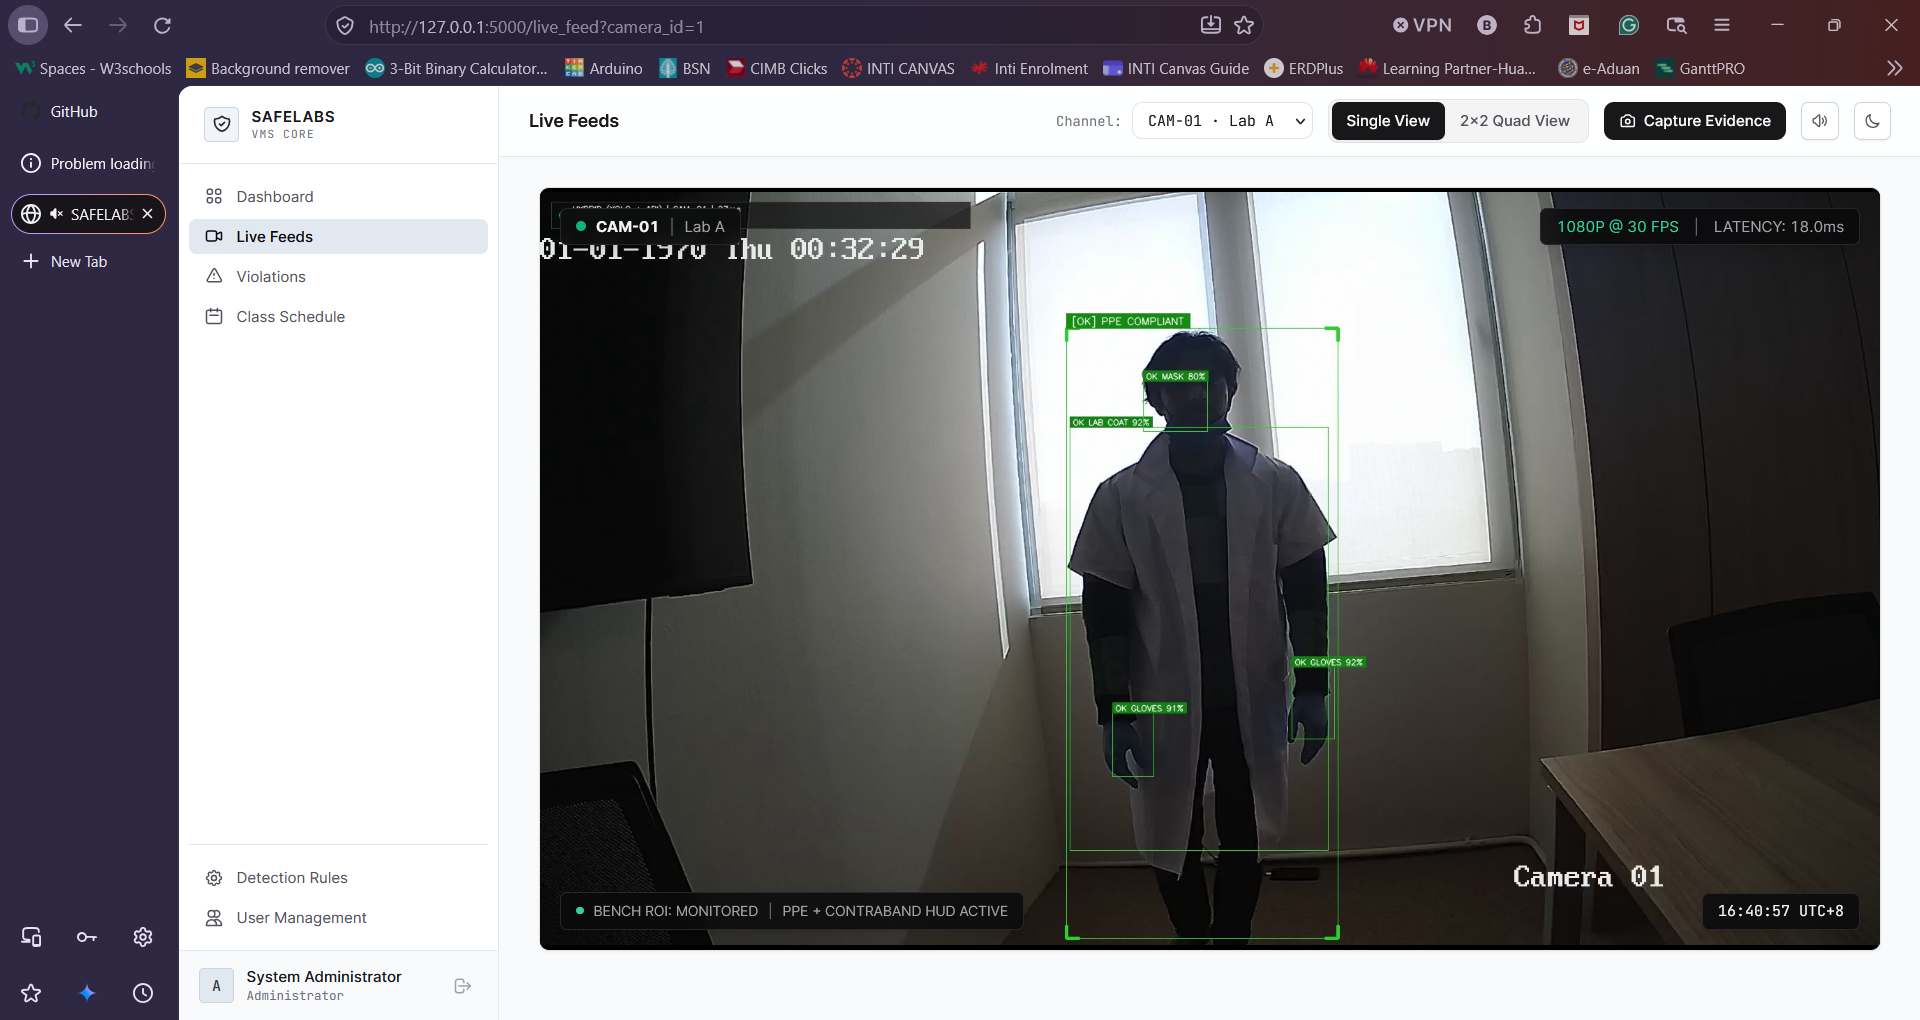 http://127.0.0.1:5000/live_feed?camera_id=1
VPN
Spaces - W3schools
Background remover
3-Bit Binary Calculator...
Arduino
BSN
CIMB Clicks
INTI CANVAS
Inti Enrolment
INTI Canvas Guide
ERDPlus
Learning Partner-Hua...
e-Aduan
GanttPRO
GitHub
Problem loadin
SAFELABS
New Tab
SAFELABS
VMS CORE
Dashboard
Live Feeds
Violations
Class Schedule
Detection Rules
User Management
A
System Administrator
Administrator
Live Feeds
Channel:
CAM-01 · Lab A
Single View
2×2 Quad View
Capture Evidence
CAM-01 | Lab A
01-01-1970 Thu 00:32:29
1080P @ 30 FPS | LATENCY: 18.0ms
[OK] PPE COMPLIANT
OK MASK 80%
OK LAB COAT 92%
OK GLOVES 92%
OK GLOVES 91%
Camera 01
BENCH ROI: MONITORED | PPE + CONTRABAND HUD ACTIVE
16:40:57 UTC+8